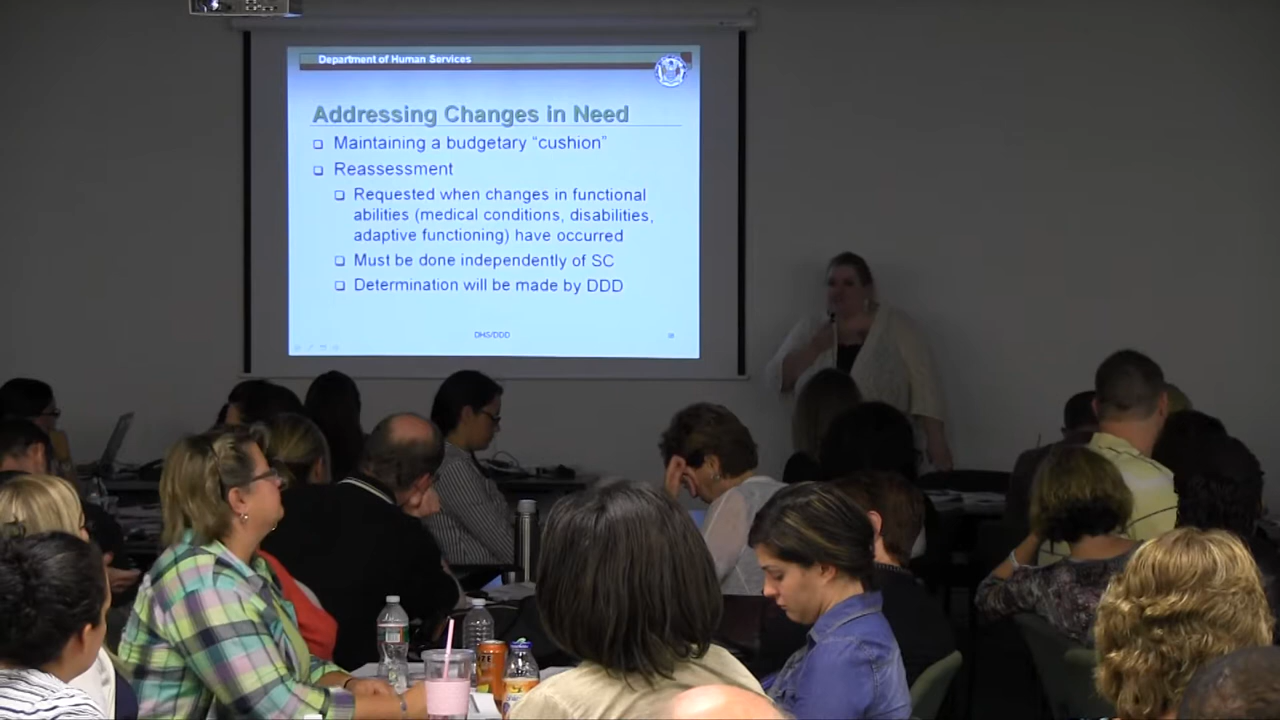 Department of Human Services
Addressing Changes in Need
Maintaining a budgetary “cushion”
Reassessment
Requested when changes in functional
abilities (medical conditions, disabilities,
adaptive functioning) have occurred
Must be done independently of SC
Determination will be made by DDD
DHS/DDD